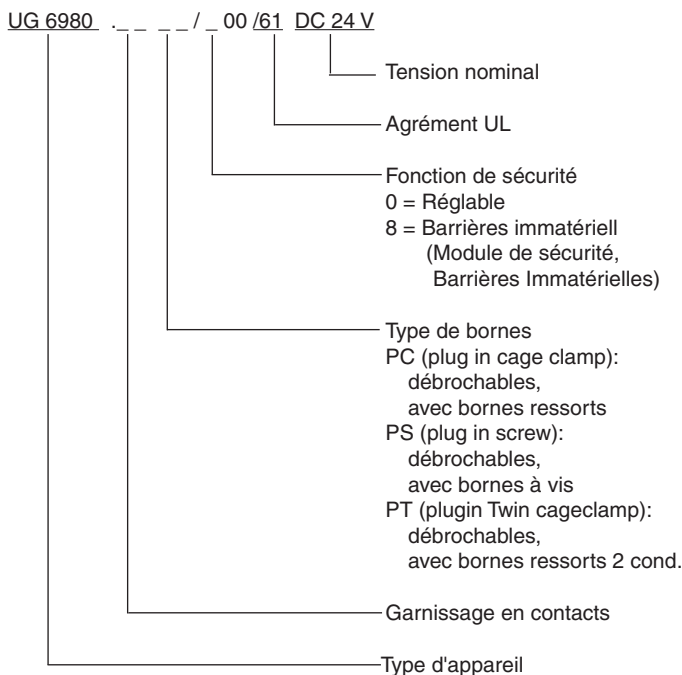 UG 6980 ._ _ _ _ / _ 00 /61 DC 24 V
Tension nominal
Agrément UL
Fonction de sécurité
0 = Réglable
8 = Barrières immatériell
(Module de sécurité,
Barrières Immatérielles)
Type de bornes
PC (plug in cage clamp):
débrochables,
avec bornes ressorts
PS (plug in screw):
débrochables,
avec bornes à vis
PT (plugin Twin cageclamp):
débrochables,
avec bornes ressorts 2 cond.
Garnissage en contacts
Type d'appareil